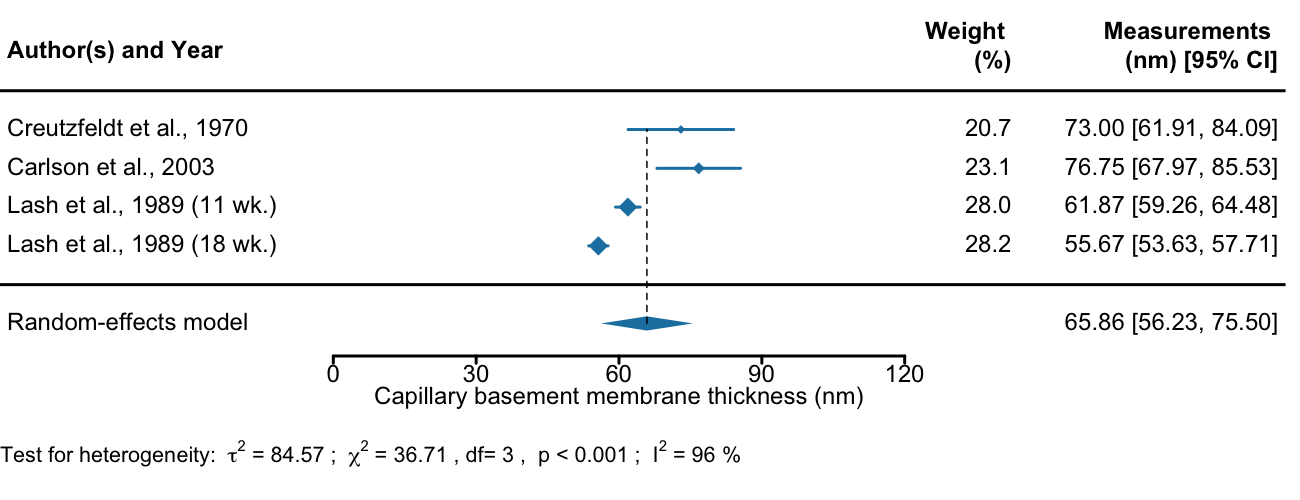 Author(s) and Year Weight (%) Measurements (nm) [95% CI]
Creutzfeldt et al., 1970 20.7 73.00 [61.91, 84.09]
Carlson et al., 2003 23.1 76.75 [67.97, 85.53]
Lash et al., 1989 (11 wk.) 28.0 61.87 [59.26, 64.48]
Lash et al., 1989 (18 wk.) 28.2 55.67 [53.63, 57.71]
Random-effects model 65.86 [56.23, 75.50]
0 30 60 90 120
Capillary basement membrane thickness (nm)
Test for heterogeneity: τ² = 84.57 ; χ² = 36.71 , df= 3 , p < 0.001 ; I² = 96 %